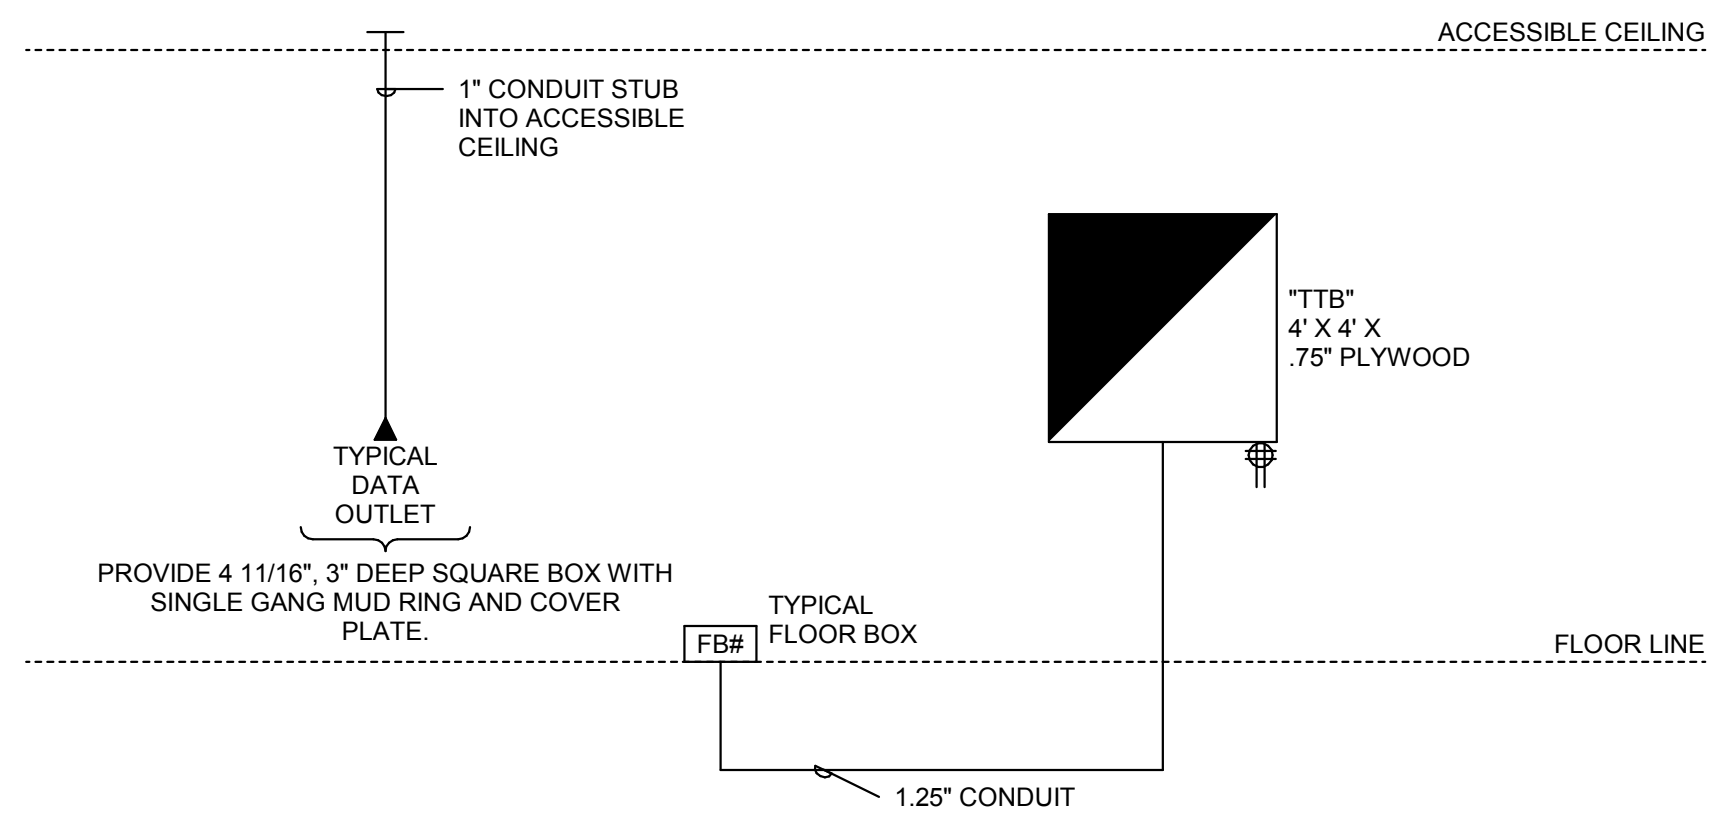 ACCESSIBLE CEILING
1" CONDUIT STUB
INTO ACCESSIBLE
CEILING
"TTB"
4' X 4' X
.75" PLYWOOD
TYPICAL
DATA
OUTLET
PROVIDE 4 11/16", 3" DEEP SQUARE BOX WITH
SINGLE GANG MUD RING AND COVER
PLATE.
TYPICAL
FLOOR BOX
FB#
FLOOR LINE
1.25" CONDUIT